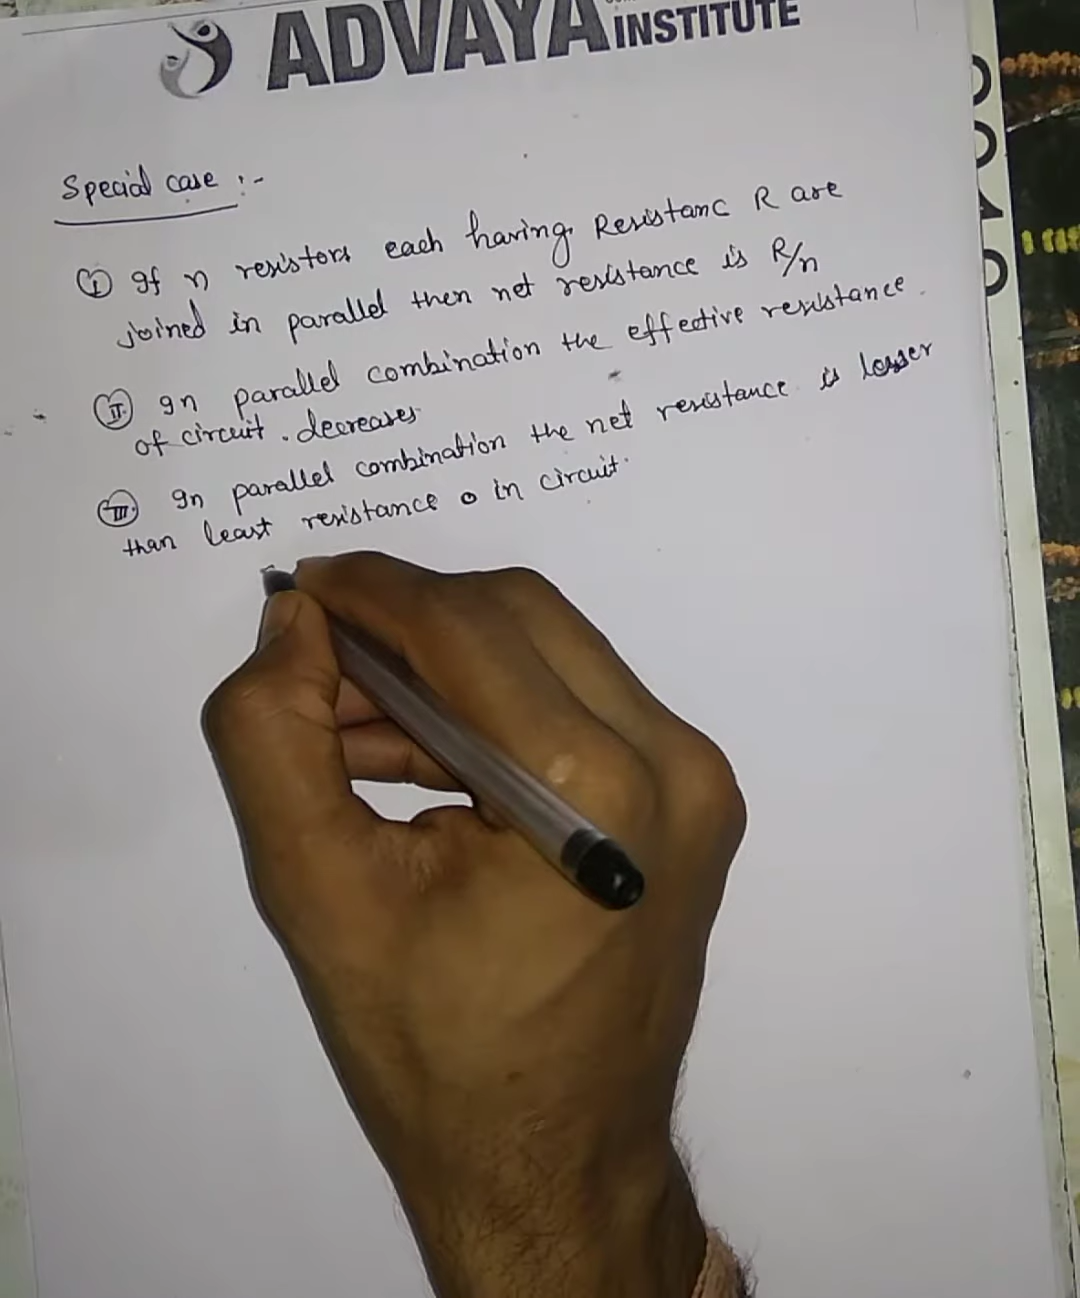 ADVAYA INSTITUTE
Special case :-
(I) If n resistors each having Resistanc R are
joined in parallel then net resistance is R/n
(II) In parallel combination the effective resistance
of circuit . decreases
(III) In parallel combination the net resistance is lesser
than least resistance in circuit.